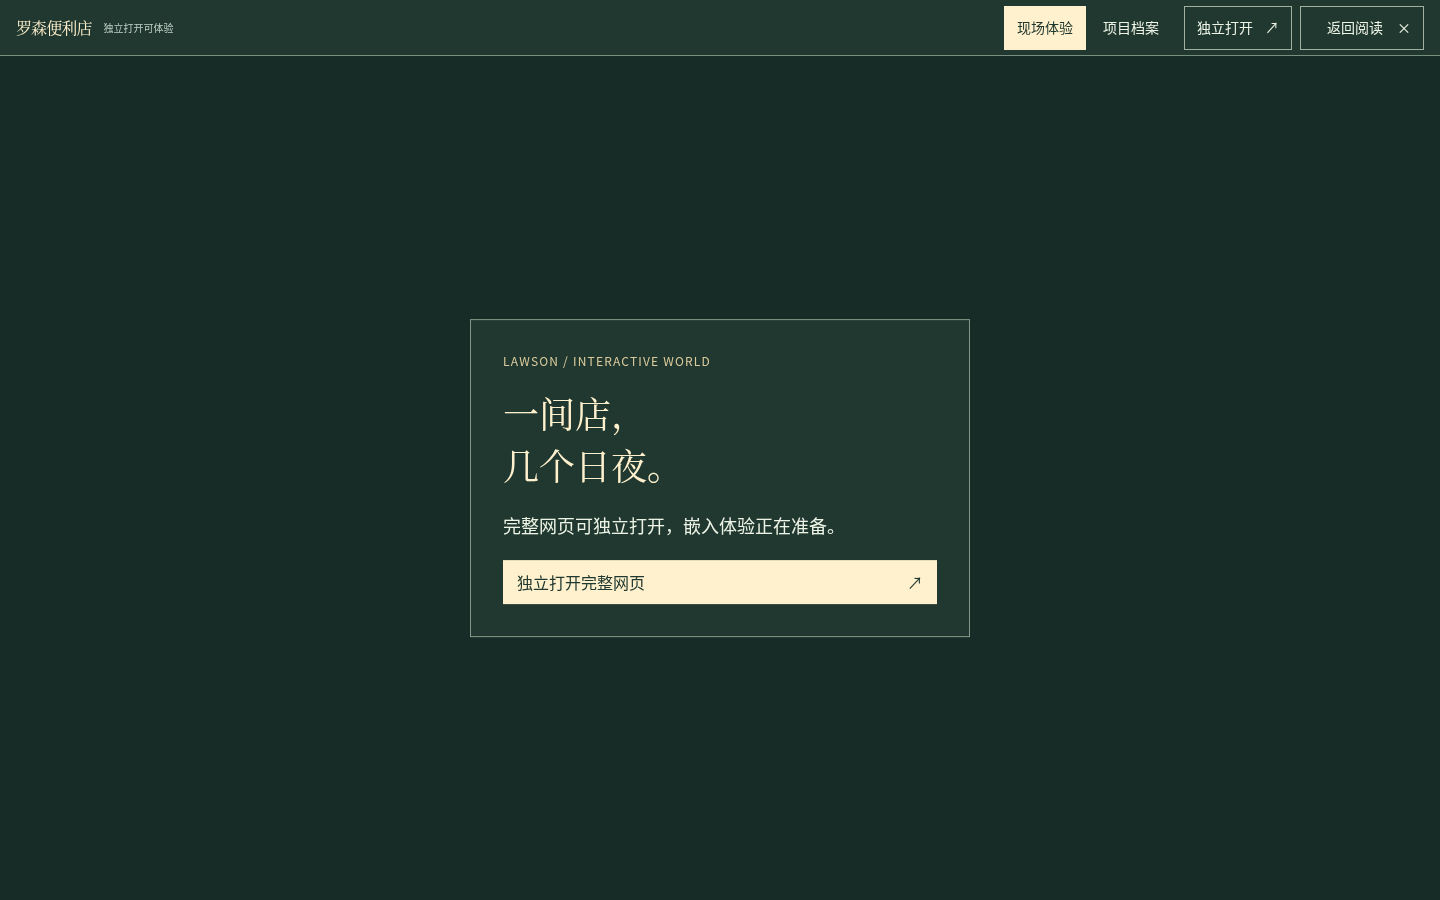 罗森便利店 独立打开可体验 现场体验 项目档案 独立打开 ↗ 返回阅读 ×
LAWSON / INTERACTIVE WORLD
一间店，
几个日夜。
完整网页可独立打开，嵌入体验正在准备。
独立打开完整网页 ↗